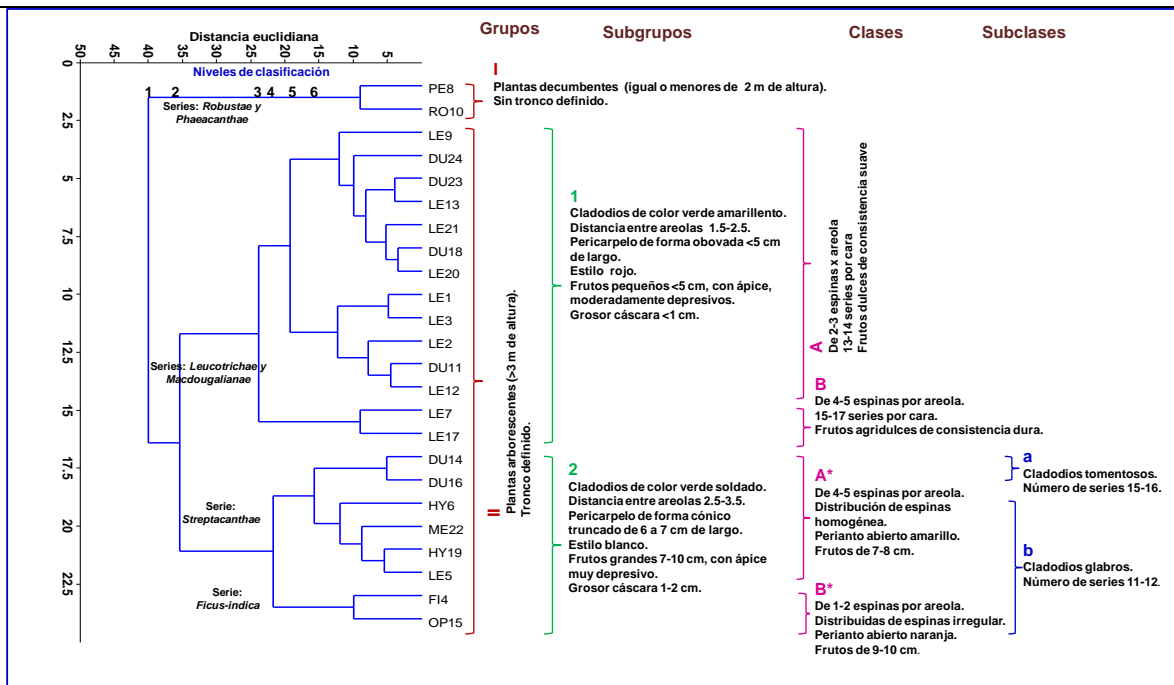 Grupos
Subgrupos
Clases
Subclases
Distancia euclidiana
50 45 40 35 30 25 20 15 10 5
Niveles de clasificación
1 2 3 4 5 6
0
2.5
5
7.5
10
12.5
15
17.5
20
22.5
Series: Robustae y
Phaeacanthae
Series: Leucotrichae y
Macdougalianae
Serie:
Streptacanthae
Serie:
Ficus-indica
PE8
RO10
LE9
DU24
DU23
LE13
LE21
DU18
LE20
LE1
LE3
LE2
DU11
LE12
LE7
LE17
DU14
DU16
HY6
ME22
HY19
LE5
FI4
OP15
I
Plantas decumbentes (igual o menores de 2 m de altura).
Sin tronco definido.
II
Plantas arborescentes (>3 m de altura).
Tronco definido.
1
Cladodios de color verde amarillento.
Distancia entre areolas 1.5-2.5.
Pericarpelo de forma obovada <5 cm
de largo.
Estilo rojo.
Frutos pequeños <5 cm, con ápice,
moderadamente depresivos.
Grosor cáscara <1 cm.
2
Cladodios de color verde soldado.
Distancia entre areolas 2.5-3.5.
Pericarpelo de forma cónico
truncado de 6 a 7 cm de largo.
Estilo blanco.
Frutos grandes 7-10 cm, con ápice
muy depresivo.
Grosor cáscara 1-2 cm.
A
De 2-3 espinas x areola
13-14 series por cara
Frutos dulces de consistencia suave
B
De 4-5 espinas por areola.
15-17 series por cara.
Frutos agridulces de consistencia dura.
A*
De 4-5 espinas por areola.
Distribución de espinas
homogénea.
Perianto abierto amarillo.
Frutos de 7-8 cm.
B*
De 1-2 espinas por areola.
Distribuidas de espinas irregular.
Perianto abierto naranja.
Frutos de 9-10 cm.
a
Cladodios tomentosos.
Número de series 15-16.
b
Cladodios glabros.
Número de series 11-12.